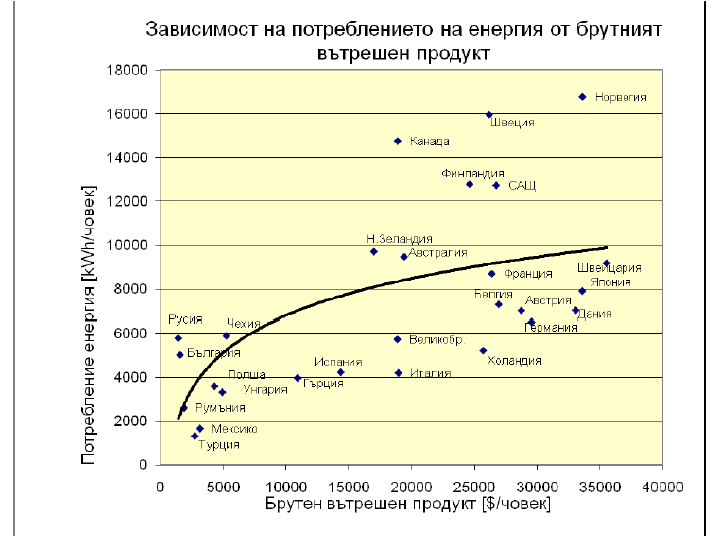 Зависимост на потреблението на енергия от брутният
вътрешен продукт
18000
16000
14000
12000
10000
8000
6000
4000
2000
0
Потребление енергия [kWh/човек]
Норвегия
Швеция
Канада
Финландия
САЩ
Н.Зеландия
Австралия
Франция
Швейцария
Япония
Белгия
Австрия
Дания
Германия
Русия
Чехия
България
Великобр.
Холандия
Испания
Италия
Полша
Унгария
Гърция
Румъния
Мексико
Турция
0 5000 10000 15000 20000 25000 30000 35000 40000
Брутен вътрешен продукт [$/човек]